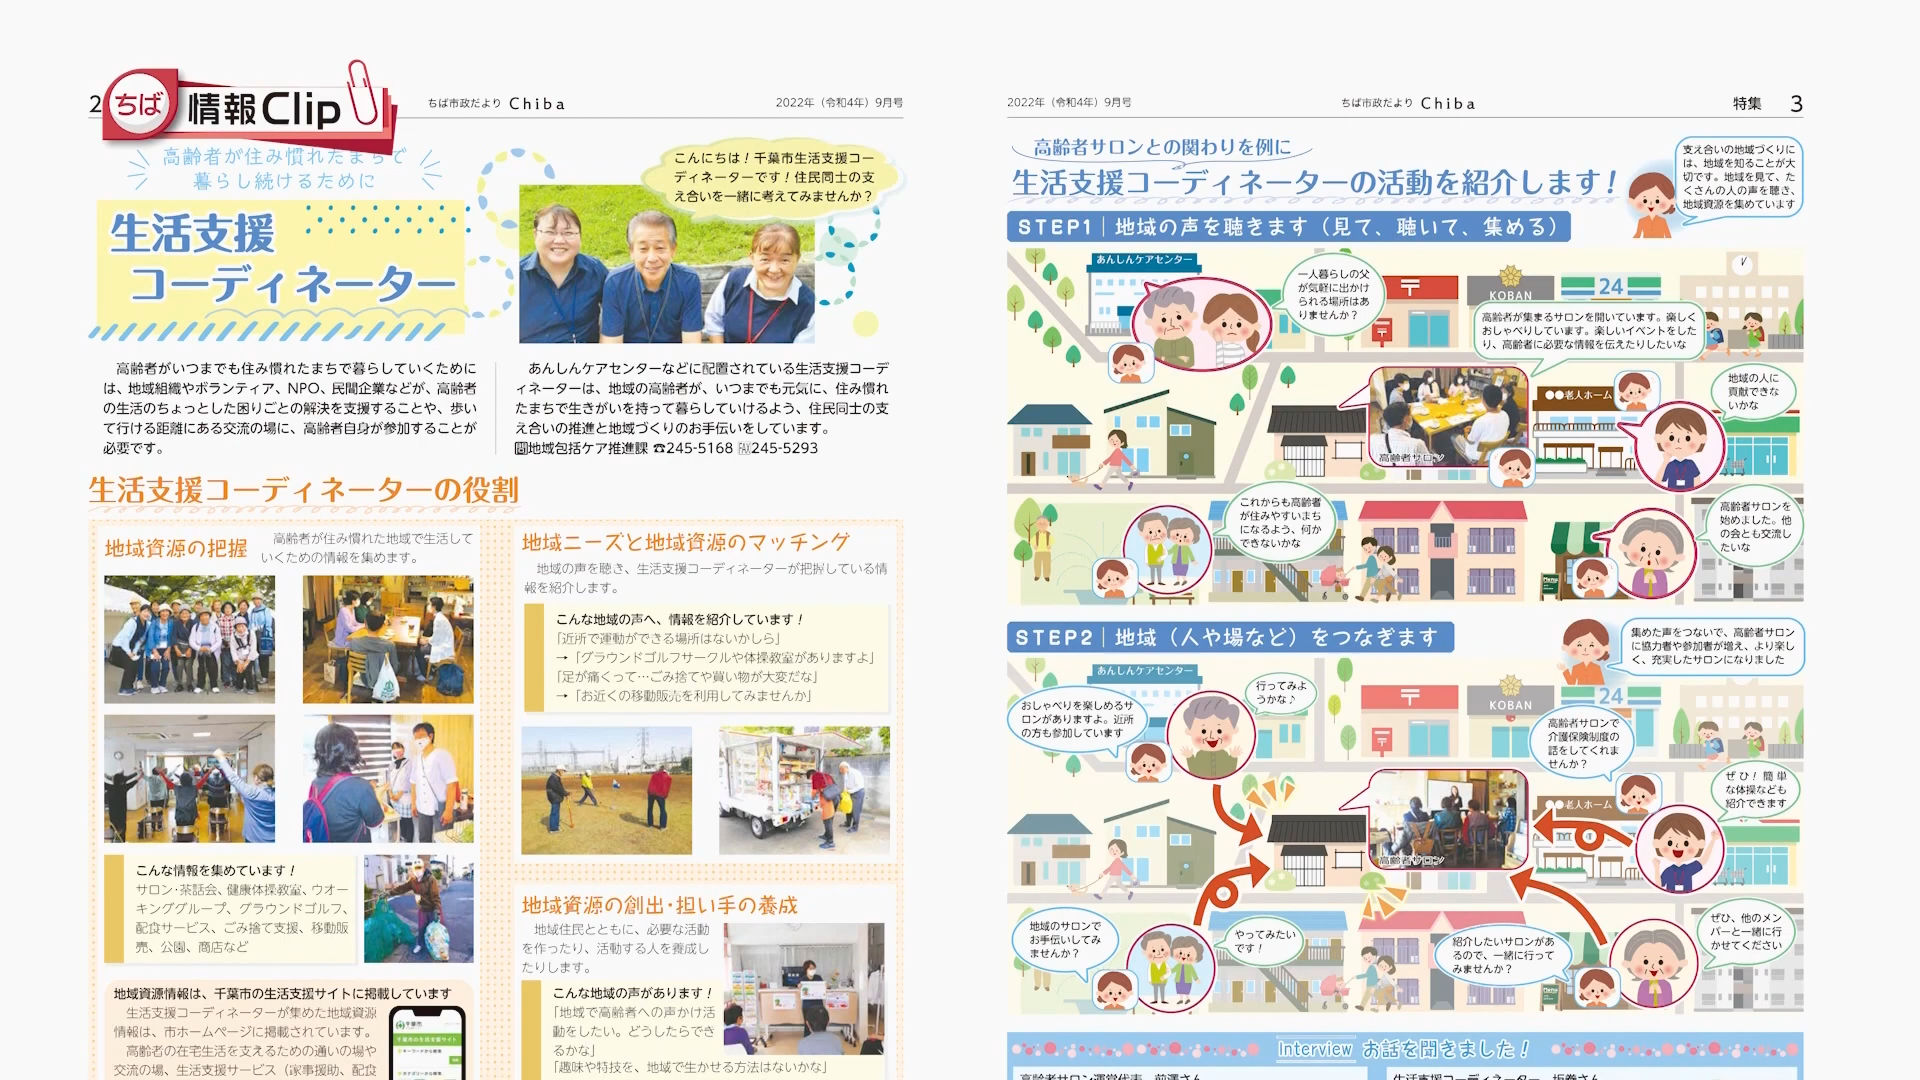 2
ちば
情報Clip
ちば市政だより Chiba
2022年（令和4年）9月号
高齢者が住み慣れたまちで
暮らし続けるために
生活支援
コーディネーター
こんにちは！千葉市生活支援コー
ディネーターです！住民同士の支
え合いを一緒に考えてみませんか？
高齢者がいつまでも住み慣れたまちで暮らしていくために
は、地域組織やボランティア、NPO、民間企業などが、高齢者
の生活のちょっとした困りごとの解決を支援することや、歩い
て行ける距離にある交流の場に、高齢者自身が参加することが
必要です。
あんしんケアセンターなどに配置されている生活支援コーデ
ィネーターは、地域の高齢者が、いつまでも元気に、住み慣れ
たまちで生きがいを持って暮らしていけるよう、住民同士の支
え合いの推進と地域づくりのお手伝いをしています。
問地域包括ケア推進課 ☎245-5168 FAX245-5293
生活支援コーディネーターの役割
地域資源の把握
高齢者が住み慣れた地域で生活して
いくための情報を集めます。
こんな情報を集めています！
サロン・茶話会、健康体操教室、ウオー
キンググループ、グラウンドゴルフ、
配食サービス、ごみ捨て支援、移動販
売、公園、商店など
地域資源情報は、千葉市の生活支援サイトに掲載しています
生活支援コーディネーターが集めた地域資源
情報は、市ホームページに掲載されています。
高齢者の在宅生活を支えるための通いの場や
交流の場、生活支援サービス（家事援助、配食
千葉市
千葉市の生活支援サイト
キーワードから検索
カテゴリーから検索
地域ニーズと地域資源のマッチング
地域の声を聴き、生活支援コーディネーターが把握している情
報を紹介します。
こんな地域の声へ、情報を紹介しています！
「近所で運動ができる場所はないかしら」
→「グラウンドゴルフサークルや体操教室がありますよ」
「足が痛くって…ごみ捨てや買い物が大変だな」
→「お近くの移動販売を利用してみませんか」
地域資源の創出・担い手の養成
地域住民とともに、必要な活動
を作ったり、活動する人を養成し
たりします。
こんな地域の声があります！
「地域で高齢者への声かけ活
動をしたい。どうしたらでき
るかな」
「趣味や特技を、地域で生かせる方法はないかな」
2022年（令和4年）9月号
ちば市政だより Chiba
特集 3
高齢者サロンとの関わりを例に
生活支援コーディネーターの活動を紹介します！
支え合いの地域づくりに
は、地域を知ることが大
切です。地域を見て、た
くさんの人の声を聴き、
地域資源を集めています
STEP1｜地域の声を聴きます（見て、聴いて、集める）
あんしんケアセンター
一人暮らしの父
が気軽に出かけ
られる場所はあ
りませんか？
〒
〒
KOBAN
24
高齢者が集まるサロンを開いています。楽しく
おしゃべりしています。楽しいイベントをした
り、高齢者に必要な情報を伝えたりしたいな
高齢者サロン
●●老人ホーム
地域の人に
貢献できな
いかな
これからも高齢者
が住みやすいまち
になるよう、何か
できないかな
Menu
高齢者サロンを
始めました。他
の会とも交流し
たいな
STEP2｜地域（人や場など）をつなぎます
集めた声をつないで、高齢者サロン
に協力者や参加者が増え、より楽し
く、充実したサロンになりました
あんしんケアセンター
おしゃべりを楽しめるサ
ロンがありますよ。近所
の方も参加しています
行ってみよ
うかな♪
〒
〒
KOBAN
24
高齢者サロンで
介護保険制度の
話をしてくれま
せんか？
高齢者サロン
●●老人ホーム
ぜひ！簡単
な体操なども
紹介できます
地域のサロンで
お手伝いしてみ
ませんか？
やってみたい
です！
紹介したいサロンがあ
るので、一緒に行って
みませんか？
Menu
ぜひ、他のメン
バーと一緒に行
かせてください
Interview お話を聞きました！
高齢者サロン運営代表 前澤さん
生活支援コーディネーター 坂巻さん